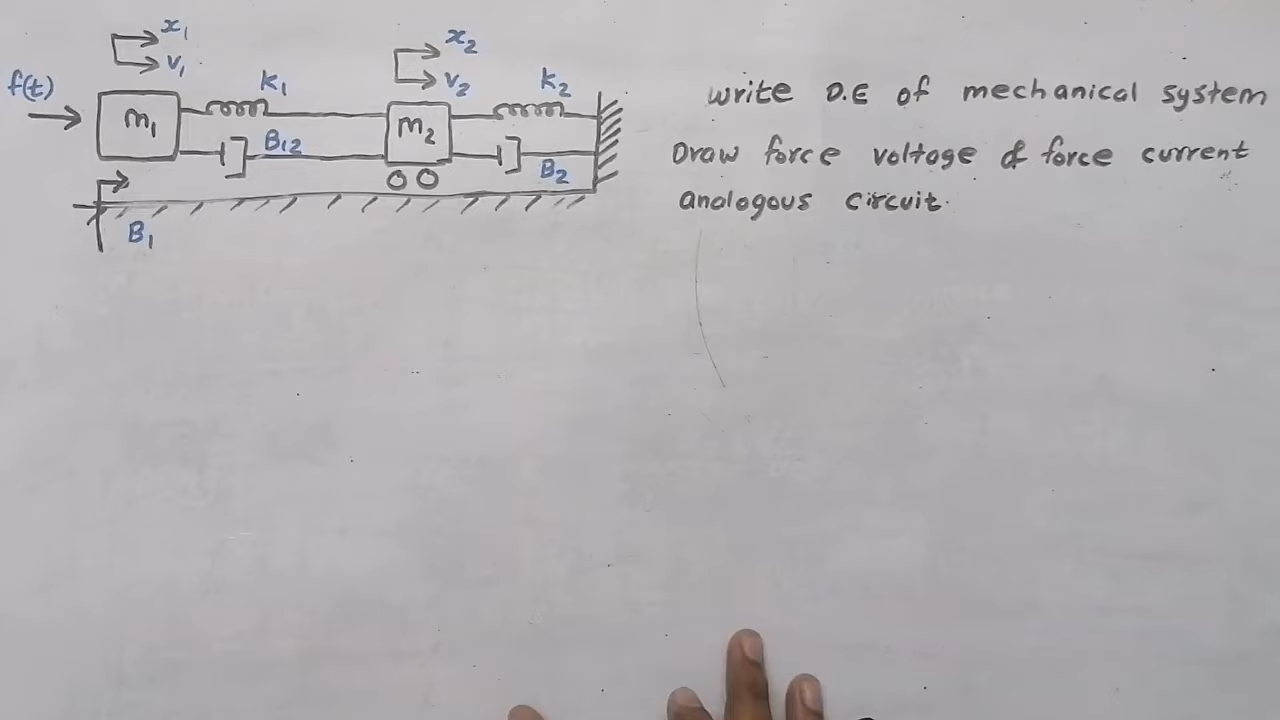 x1
v1
x2
v2
f(t)
K1
K2
m1
m2
B12
B2
B1
write D.E of mechanical system
Draw force voltage & force current
analogous circuit.